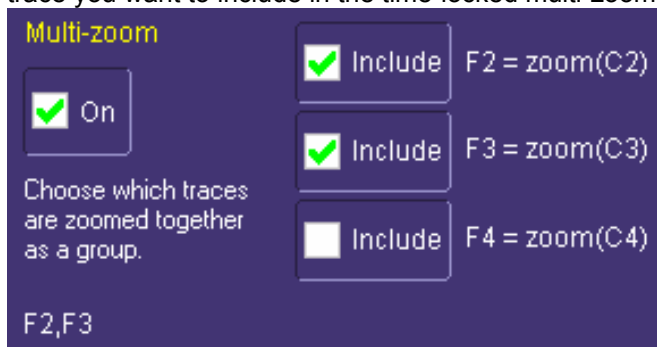 trace you want to include in the time-locked multi-zoom
Multi-zoom
On
Choose which traces
are zoomed together
as a group.
F2,F3
Include F2 = zoom(C2)
Include F3 = zoom(C3)
Include F4 = zoom(C4)